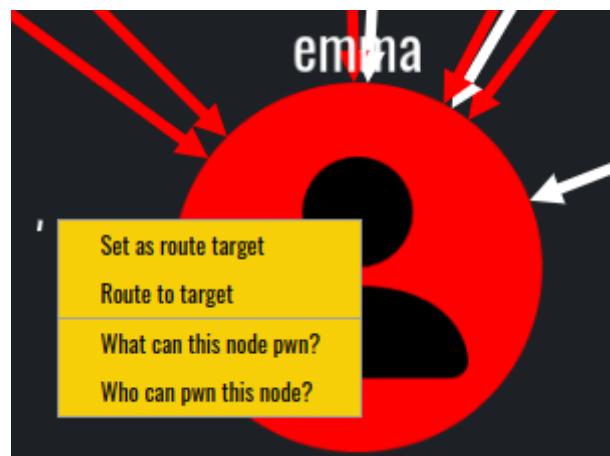 emma
Set as route target
Route to target
What can this node pwn?
Who can pwn this node?